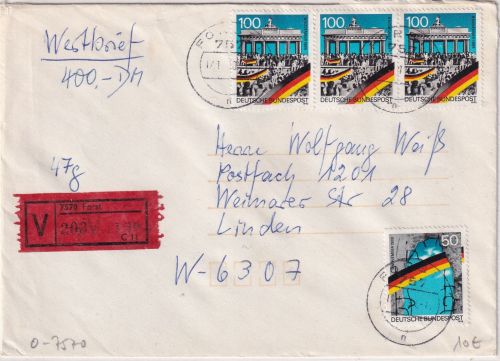 Wertbrief
400.-DM
100
100
100
DEUTSCHE BUNDESPOST
DEUTSCHE BUNDESPOST
DEUTSCHE BUNDESPOST
47g
Herrn Wolfgang Weiß
Postfach 1201
Weimarer Str 28
Linden
W-6307
V
7570 Forst
C 11
50
DEUTSCHE BUNDESPOST
O-7570
10€